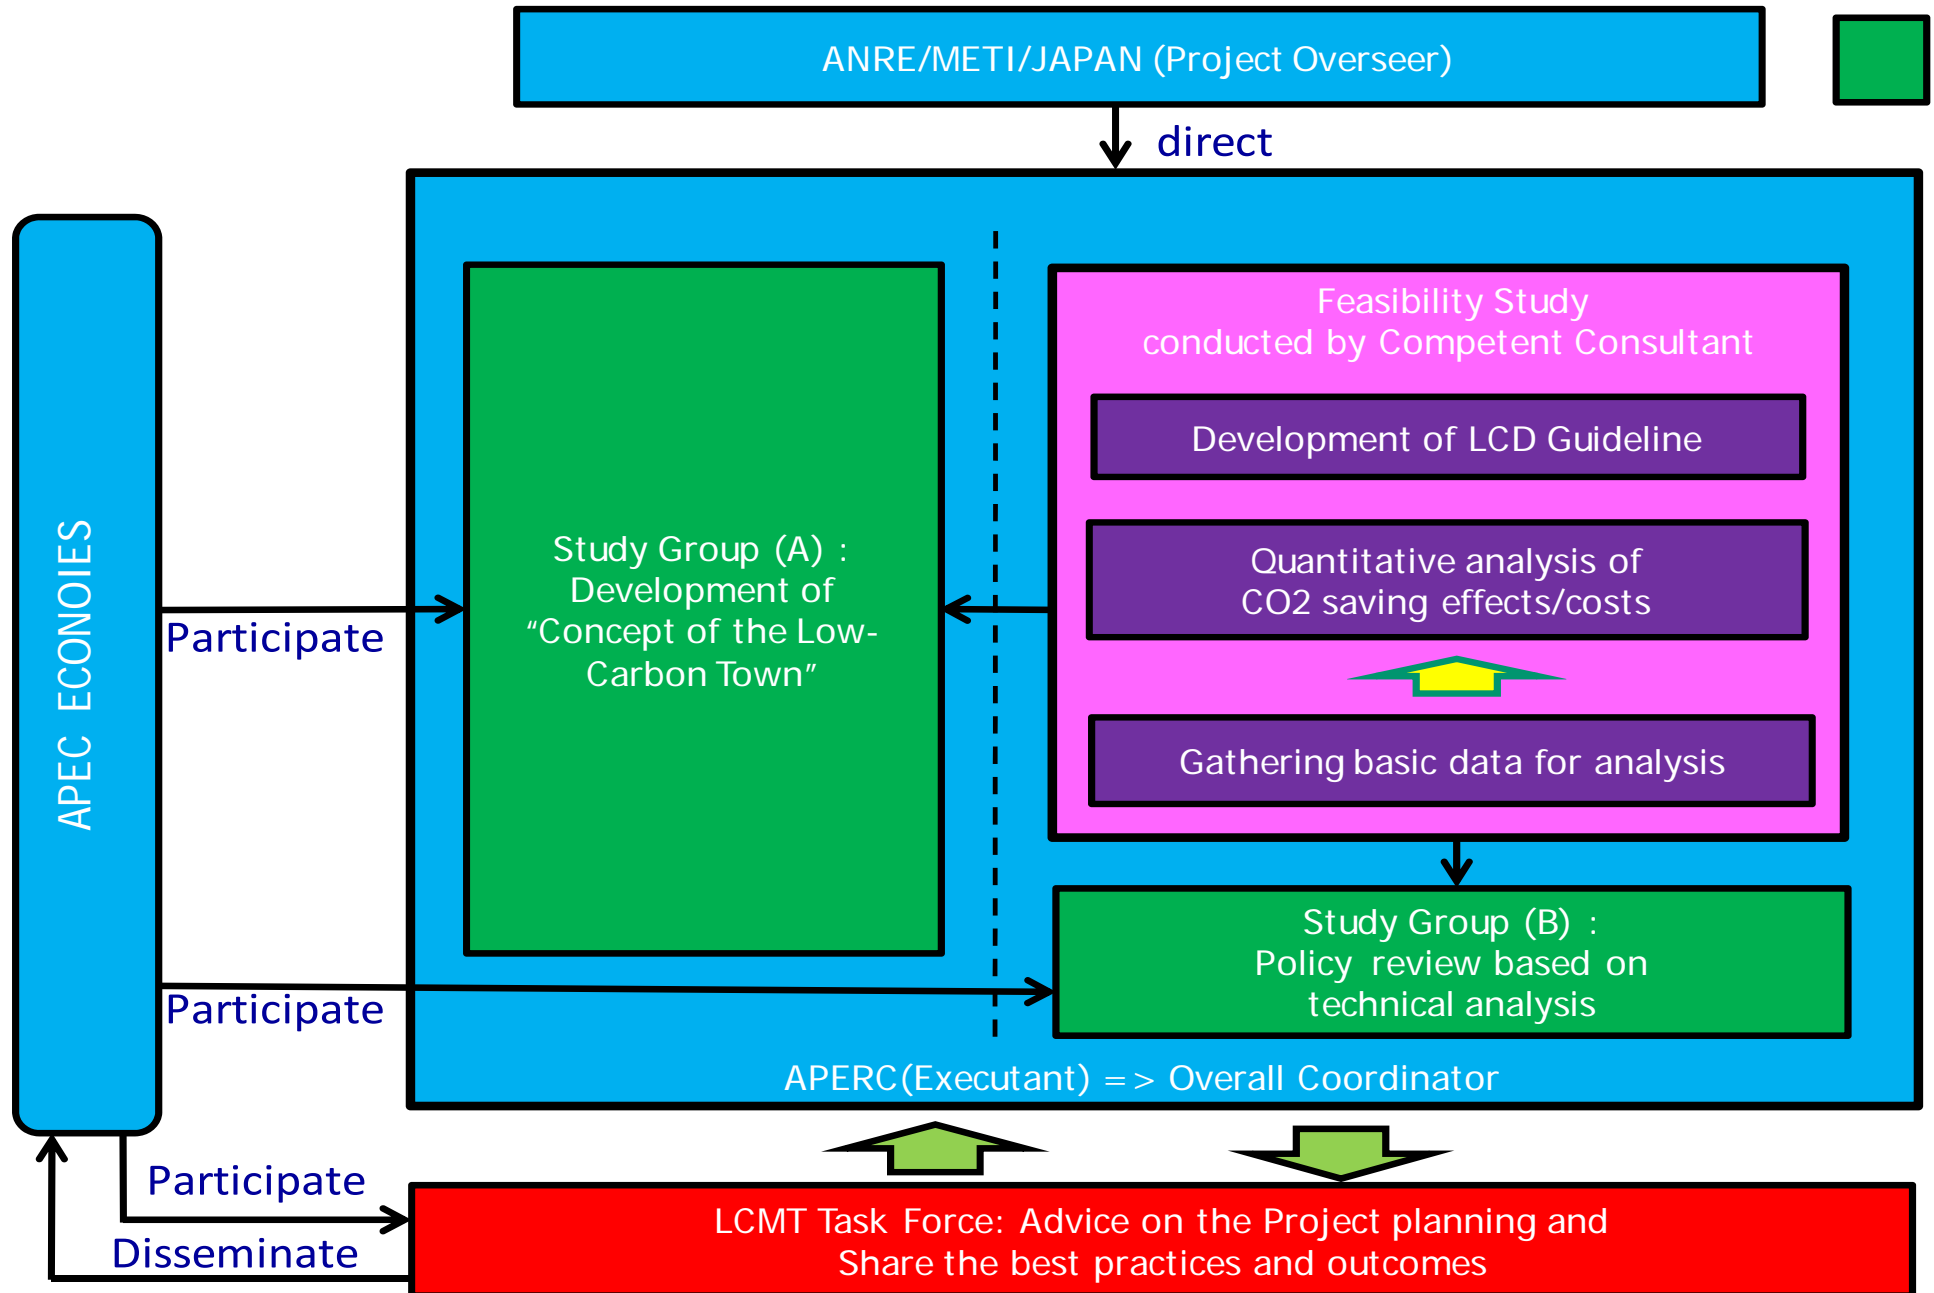 ANRE/METI/JAPAN (Project Overseer)
direct
APEC ECONOIES
Participate
Participate
Participate
Disseminate
Study Group (A) :
Development of
“Concept of the Low-
Carbon Town”
Feasibility Study
conducted by Competent Consultant
Development of LCD Guideline
Quantitative analysis of
CO2 saving effects/costs
Gathering basic data for analysis
Study Group (B) :
Policy review based on
technical analysis
APERC(Executant) => Overall Coordinator
LCMT Task Force: Advice on the Project planning and
Share the best practices and outcomes